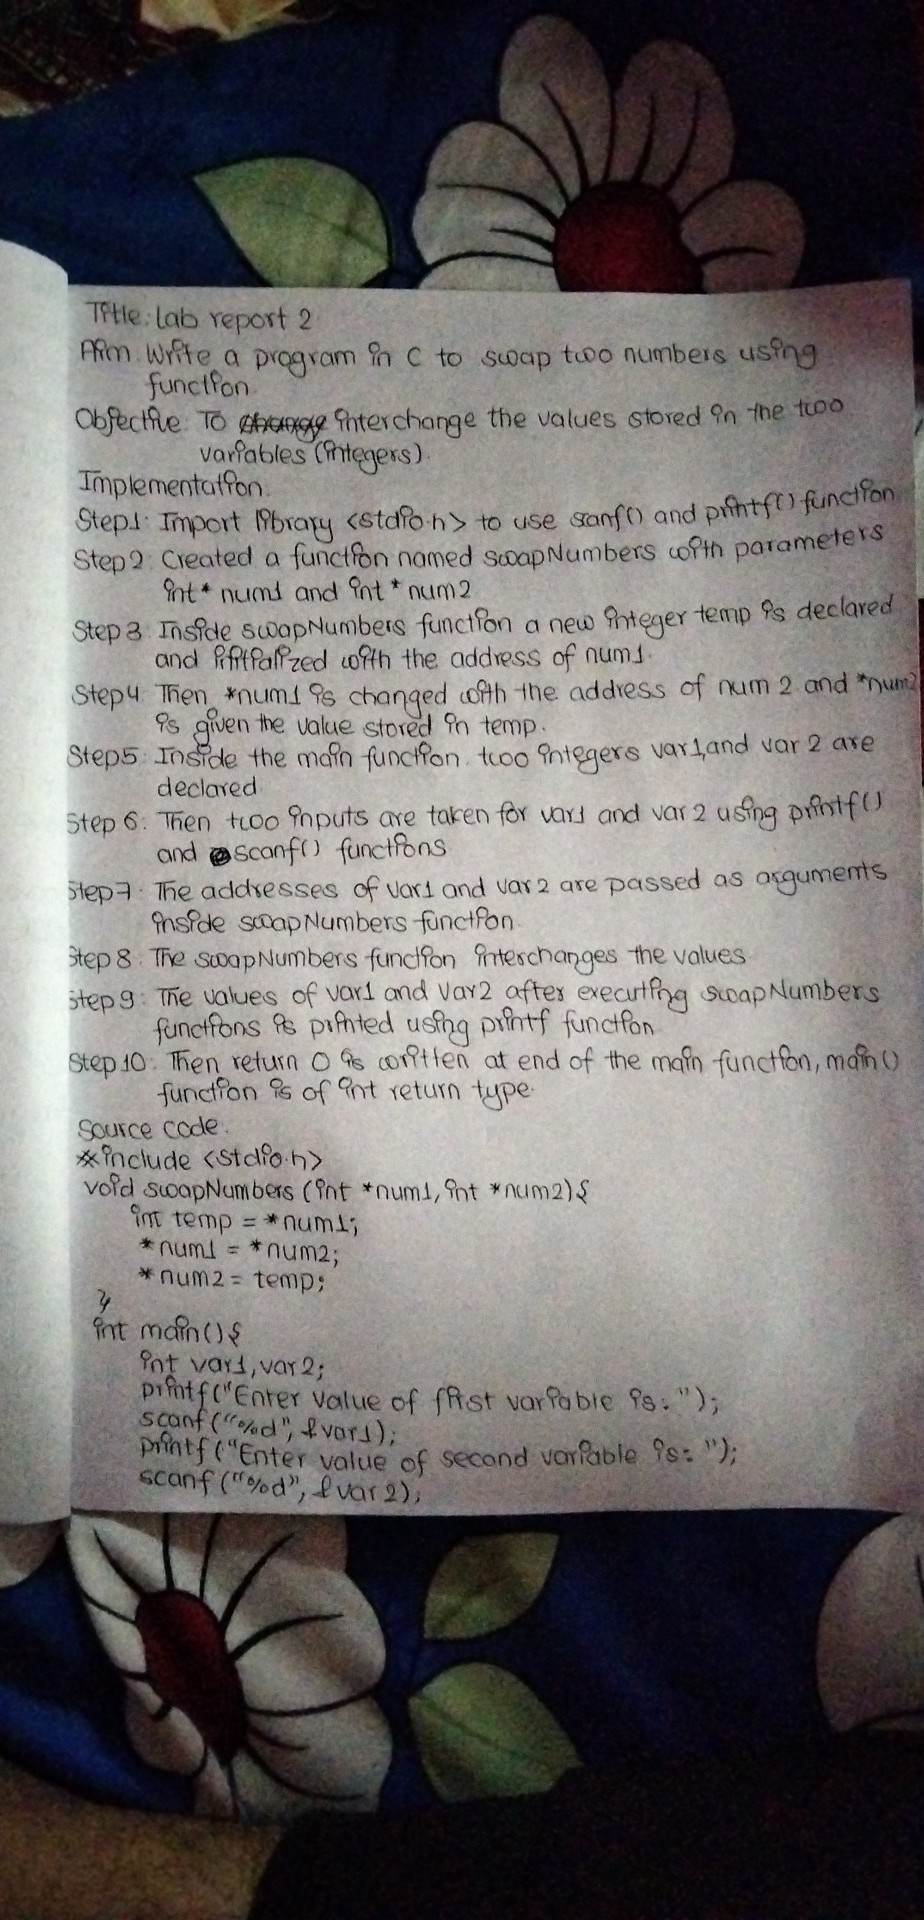 Title: Lab report 2
Aim: Write a program in C to swap two numbers using
function.
Objective: To interchange the values stored in the two
variables (integers).
Implementation:
Step1: Import library <stdio.h> to use scanf() and printf() function
Step2: Created a function named swapNumbers with parameters
int* num1 and int* num2
Step 3: Inside swapNumbers function a new integer temp is declared
and initialized with the address of num1.
Step4: Then *num1 is changed with the address of num 2 and *num2
is given the value stored in temp.
Step5: Inside the main function two integers var1,and var 2 are
declared
Step 6: Then two inputs are taken for var1 and var 2 using printf()
and scanf() functions
Step7: The addresses of var1 and var 2 are passed as arguments
inside swapNumbers function.
Step 8: The swapNumbers function interchanges the values
Step 9: The values of var1 and var2 after executing swapNumbers
functions is printed using printf function
Step 10: Then return 0 is written at end of the main function, main()
function is of int return type.
Source code:
#include <stdio.h>
void swapNumbers (int *num1, int *num2){
int temp = *num1;
*num1 = *num2;
*num2 = temp;
}
int main(){
int var1,var2;
printf("Enter value of first variable is: ");
scanf("%d", &var1);
printf("Enter value of second variable is: ");
scanf("%d", &var 2);